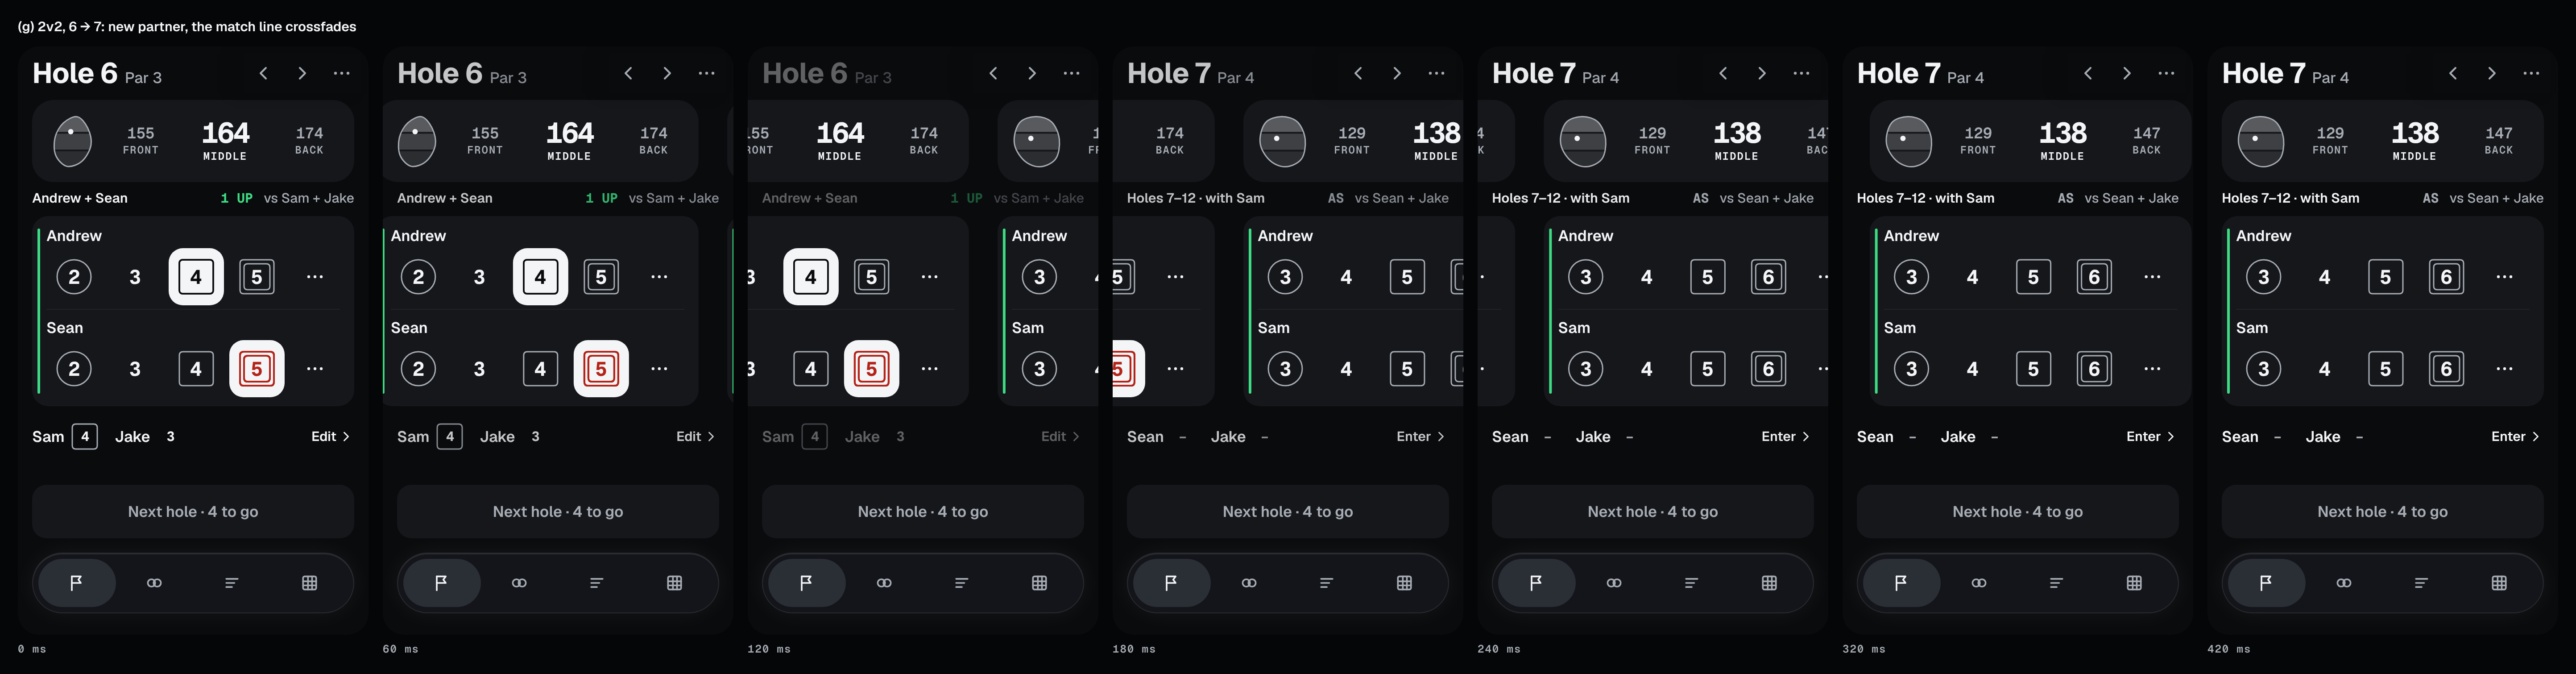 (g) 2v2, 6 → 7: new partner, the match line crossfades
Hole 6 Par 3
155 164 174
FRONT MIDDLE BACK
Andrew + Sean 1 UP vs Sam + Jake
Andrew
2 3 4 5 ...
Sean
2 3 4 5 ...
Sam 4 Jake 3 Edit >
Next hole · 4 to go
0 ms
Hole 6 Par 3
155 164 174
FRONT MIDDLE BACK
Andrew + Sean 1 UP vs Sam + Jake
Andrew
2 3 4 5 ...
Sean
2 3 4 5 ...
Sam 4 Jake 3 Edit >
Next hole · 4 to go
60 ms
Hole 6 Par 3
55 164 174
RONT MIDDLE BACK
Andrew + Sean 1 UP vs Sam + Jake
Andrew
3 4 5 ... 3
Sam
3 4 5 ... 3
Sam 4 Jake 3 Edit >
Next hole · 4 to go
120 ms
Hole 7 Par 4
174 129 138
BACK FRONT MIDDLE
Holes 7–12 · with Sam AS vs Sean + Jake
Andrew
5 ... 3 4 5
Sam
5 ... 3 4 5
Sean – Jake – Enter >
Next hole · 4 to go
180 ms
Hole 7 Par 4
4 129 138 147
K FRONT MIDDLE BAC
Holes 7–12 · with Sam AS vs Sean + Jake
Andrew
3 4 5 6
Sam
3 4 5 6
Sean – Jake – Enter >
Next hole · 4 to go
240 ms
Hole 7 Par 4
129 138 147
FRONT MIDDLE BACK
Holes 7–12 · with Sam AS vs Sean + Jake
Andrew
3 4 5 6 ...
Sam
3 4 5 6 ...
Sean – Jake – Enter >
Next hole · 4 to go
320 ms
Hole 7 Par 4
129 138 147
FRONT MIDDLE BACK
Holes 7–12 · with Sam AS vs Sean + Jake
Andrew
3 4 5 6 ...
Sam
3 4 5 6 ...
Sean – Jake – Enter >
Next hole · 4 to go
420 ms